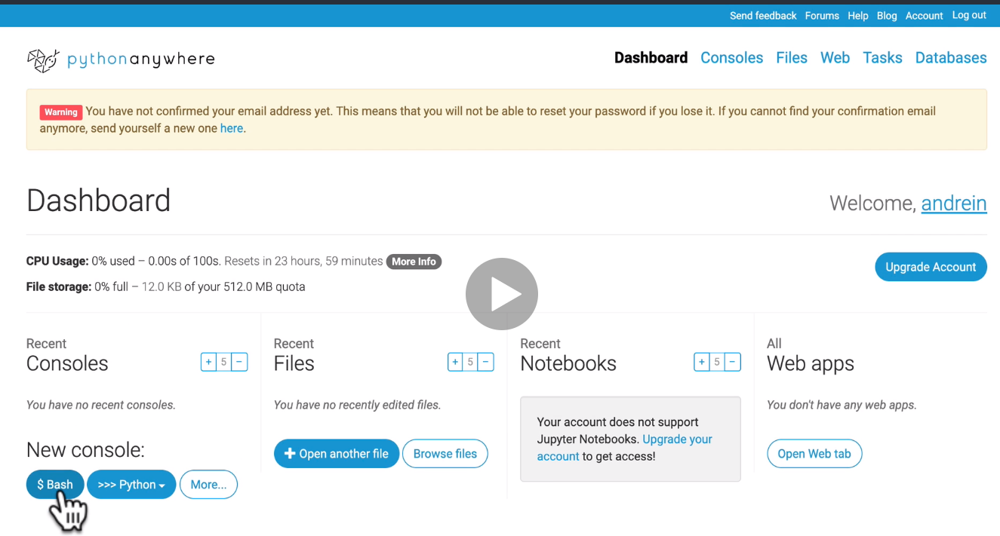 Send feedback Forums Help Blog Account Log out
pythonanywhere
Dashboard Consoles Files Web Tasks Databases
Warning You have not confirmed your email address yet. This means that you will not be able to reset your password if you lose it. If you cannot find your confirmation email
anymore, send yourself a new one here.
Dashboard
Welcome, andrein
CPU Usage: 0% used – 0.00s of 100s. Resets in 23 hours, 59 minutes More Info
File storage: 0% full – 12.0 KB of your 512.0 MB quota
Upgrade Account
Recent
Consoles
+ 5 −
You have no recent consoles.
New console:
$ Bash >>> Python More...
Recent
Files
+ 5 −
You have no recently edited files.
+ Open another file Browse files
Recent
Notebooks
+ 5 −
Your account does not support
Jupyter Notebooks. Upgrade your
account to get access!
All
Web apps
You don't have any web apps.
Open Web tab